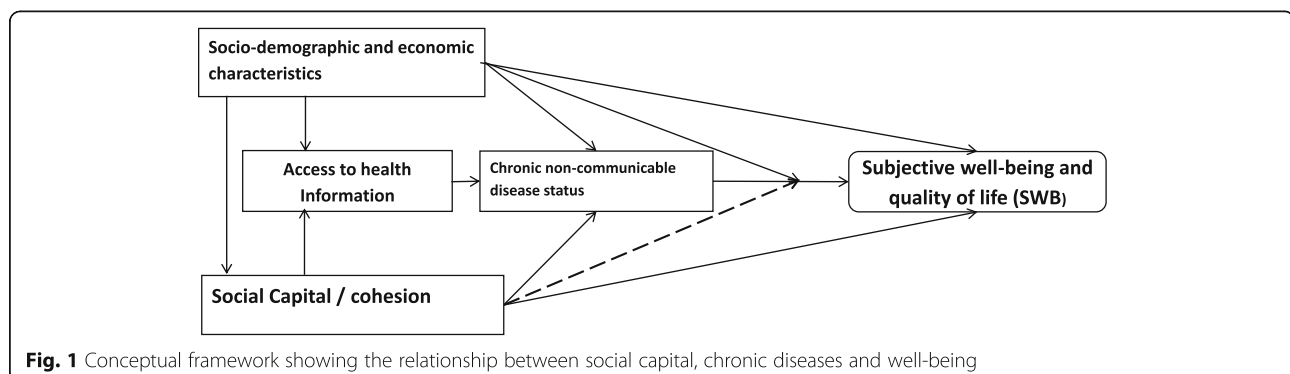 Socio-demographic and economic
characteristics
Access to health
Information
Chronic non-communicable
disease status
Subjective well-being and
quality of life (SWB)
Social Capital / cohesion
Fig. 1 Conceptual framework showing the relationship between social capital, chronic diseases and well-being